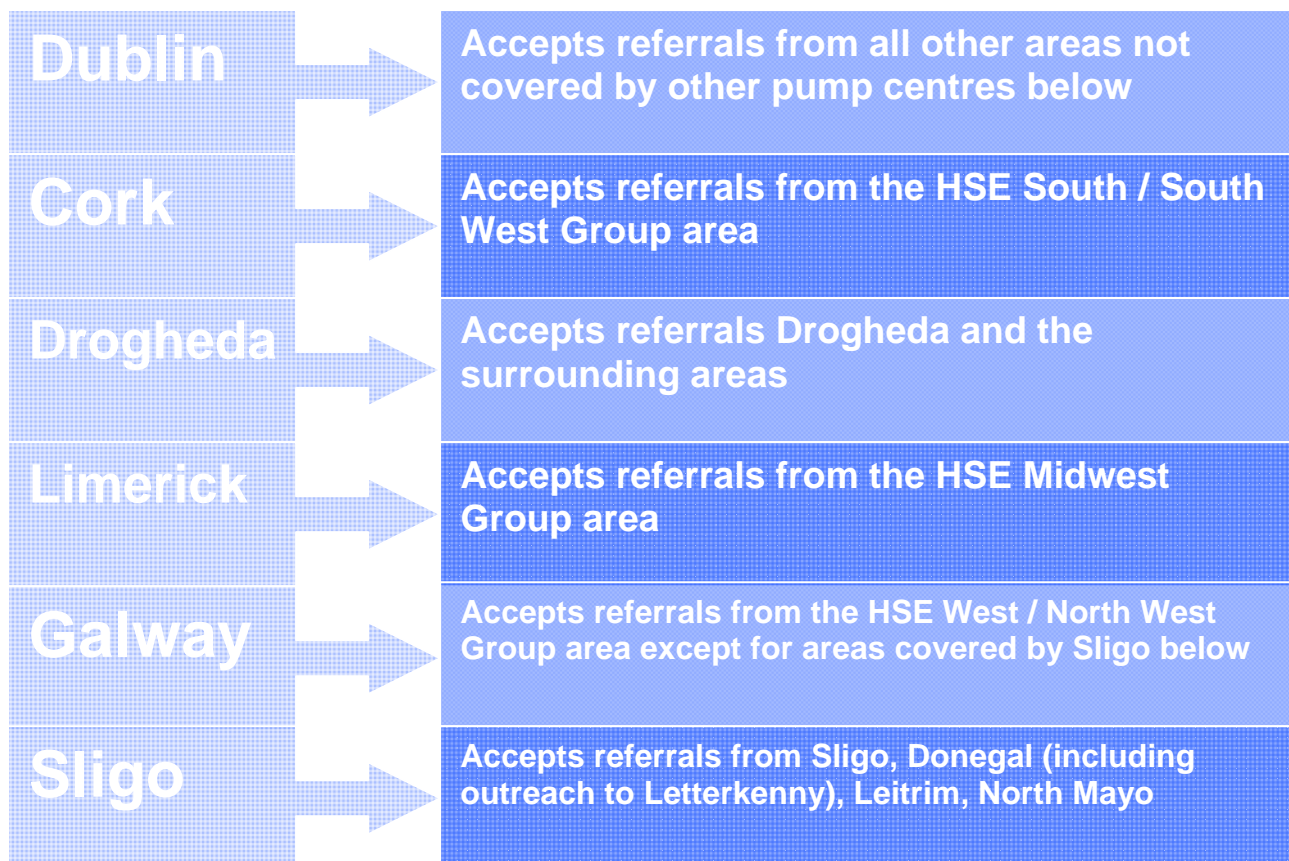 Dublin
Accepts referrals from all other areas not
covered by other pump centres below
Cork
Accepts referrals from the HSE South / South
West Group area
Drogheda
Accepts referrals Drogheda and the
surrounding areas
Limerick
Accepts referrals from the HSE Midwest
Group area
Galway
Accepts referrals from the HSE West / North West
Group area except for areas covered by Sligo below
Sligo
Accepts referrals from Sligo, Donegal (including
outreach to Letterkenny), Leitrim, North Mayo